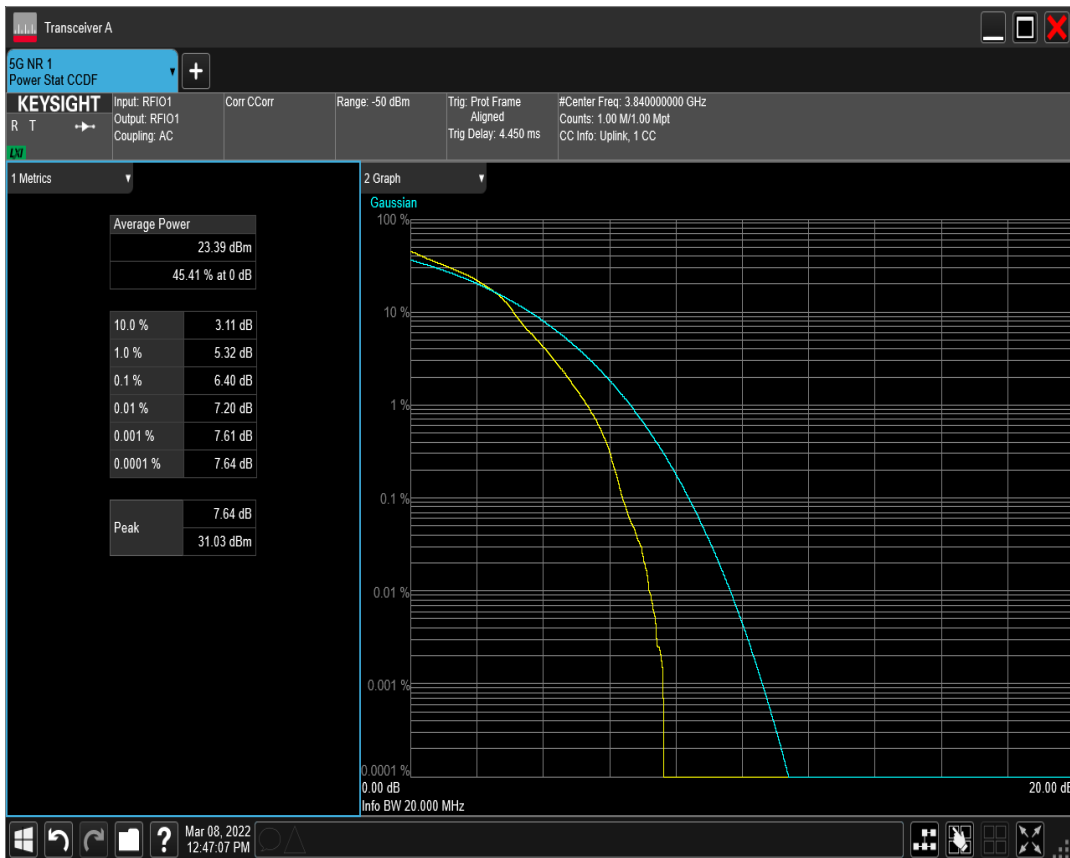 Transceiver A
5G NR 1
Power Stat CCDF
KEYSIGHT
R T
LXI
Input: RFIO1
Output: RFIO1
Coupling: AC
Corr CCorr
Range: -50 dBm
Trig: Prot Frame
Aligned
Trig Delay: 4.450 ms
#Center Freq: 3.840000000 GHz
Counts: 1.00 M/1.00 Mpt
CC Info: Uplink, 1 CC
1 Metrics
Average Power
23.39 dBm
45.41 % at 0 dB
10.0 % 3.11 dB
1.0 % 5.32 dB
0.1 % 6.40 dB
0.01 % 7.20 dB
0.001 % 7.61 dB
0.0001 % 7.64 dB
Peak
7.64 dB
31.03 dBm
2 Graph
Gaussian
100 %
10 %
1 %
0.1 %
0.01 %
0.001 %
0.0001 %
0.00 dB 20.00 dB
Info BW 20.000 MHz
Mar 08, 2022
12:47:07 PM